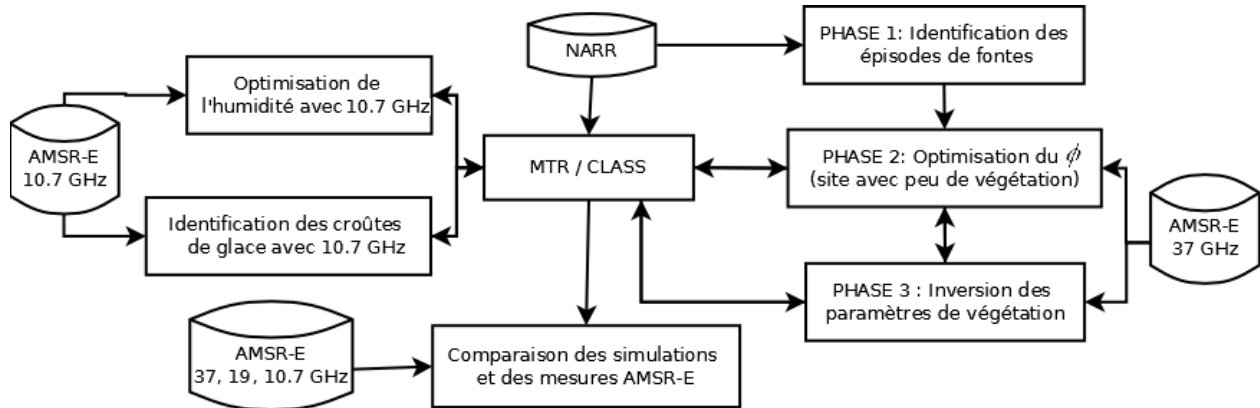 NARR
PHASE 1: Identification des
épisodes de fontes
Optimisation de
l'humidité avec 10.7 GHz
AMSR-E
10.7 GHz
MTR / CLASS
PHASE 2: Optimisation du ϕ
(site avec peu de végétation)
Identification des croûtes
de glace avec 10.7 GHz
AMSR-E
37 GHz
PHASE 3 : Inversion des
paramètres de végétation
AMSR-E
37, 19, 10.7 GHz
Comparaison des simulations
et des mesures AMSR-E